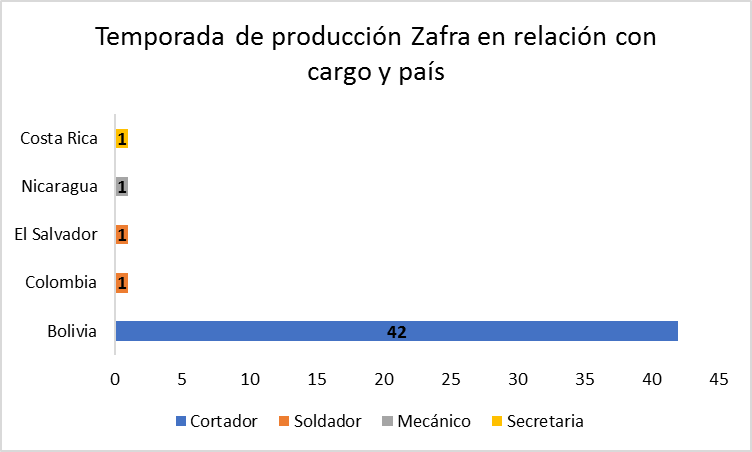 Temporada de producción Zafra en relación con
cargo y país
Costa Rica 1
Nicaragua 1
El Salvador 1
Colombia 1
Bolivia 42
0 5 10 15 20 25 30 35 40 45
Cortador Soldador Mecánico Secretaria